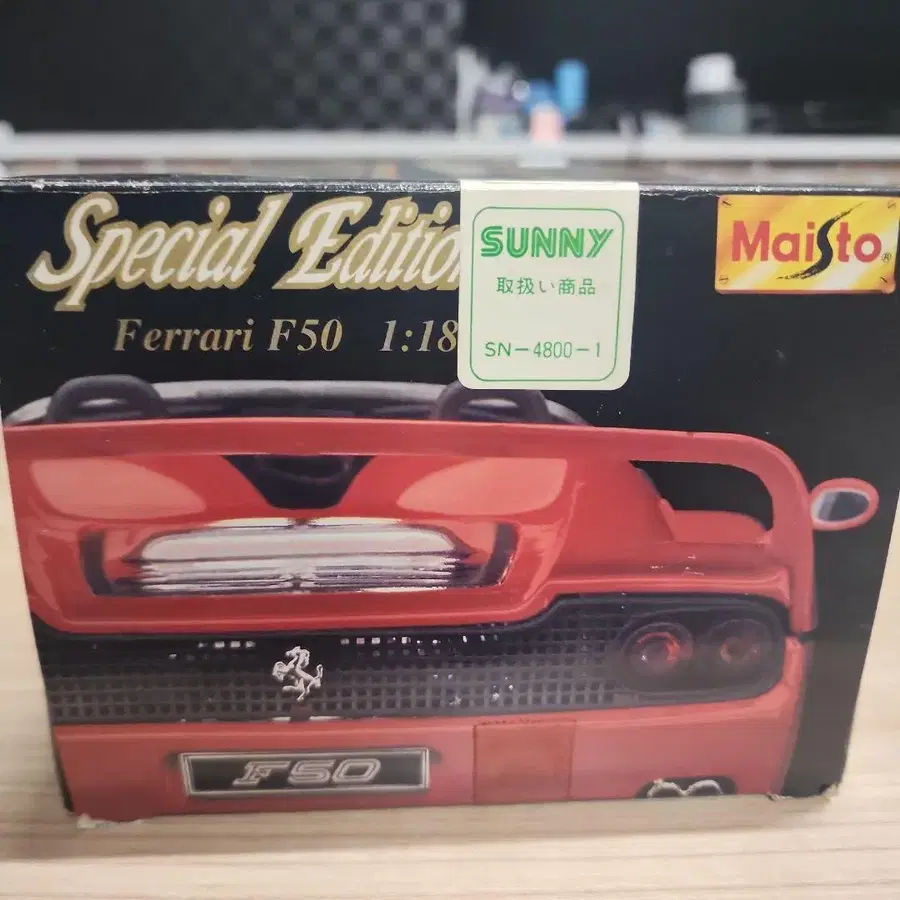 Special Edition
Ferrari F50 1:18
SUNNY
取扱い商品
SN-4800-1
Maisto
F50